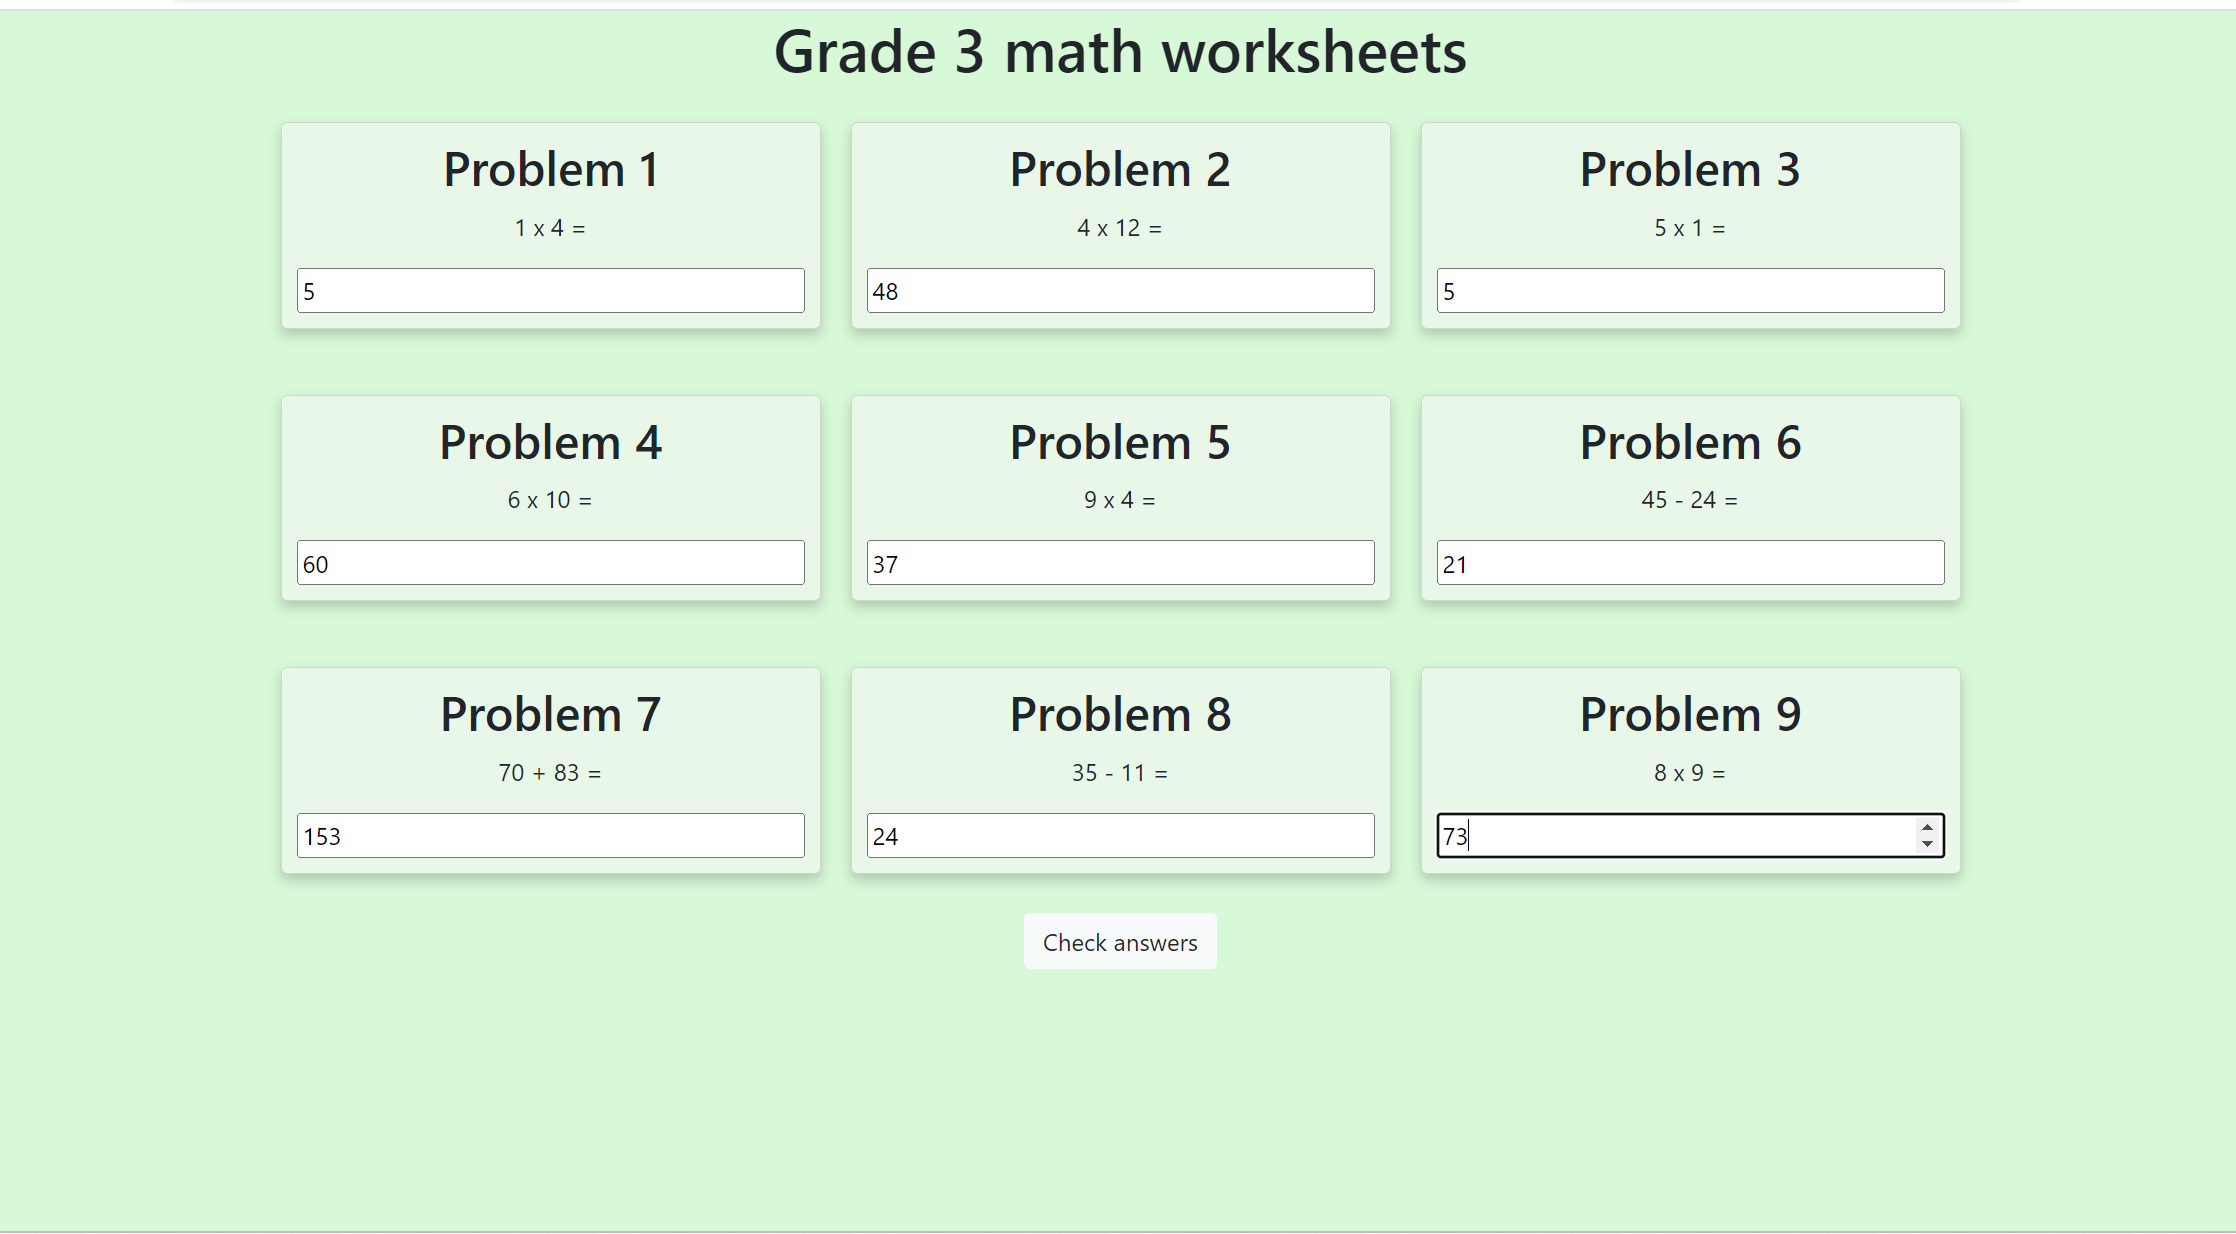 Grade 3 math worksheets
Problem 1
1 x 4 =
5
Problem 2
4 x 12 =
48
Problem 3
5 x 1 =
5
Problem 4
6 x 10 =
60
Problem 5
9 x 4 =
37
Problem 6
45 - 24 =
21
Problem 7
70 + 83 =
153
Problem 8
35 - 11 =
24
Problem 9
8 x 9 =
73
Check answers